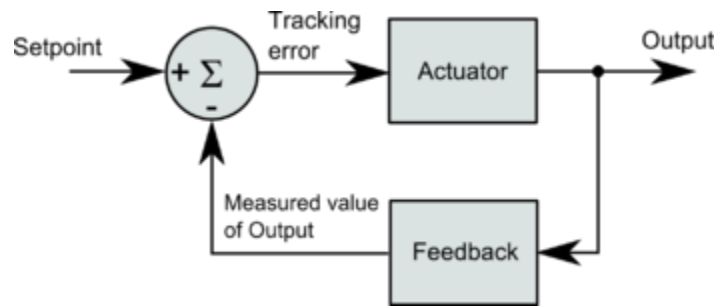 Setpoint
Tracking
error
+ Σ
-
Actuator
Output
Measured value
of Output
Feedback